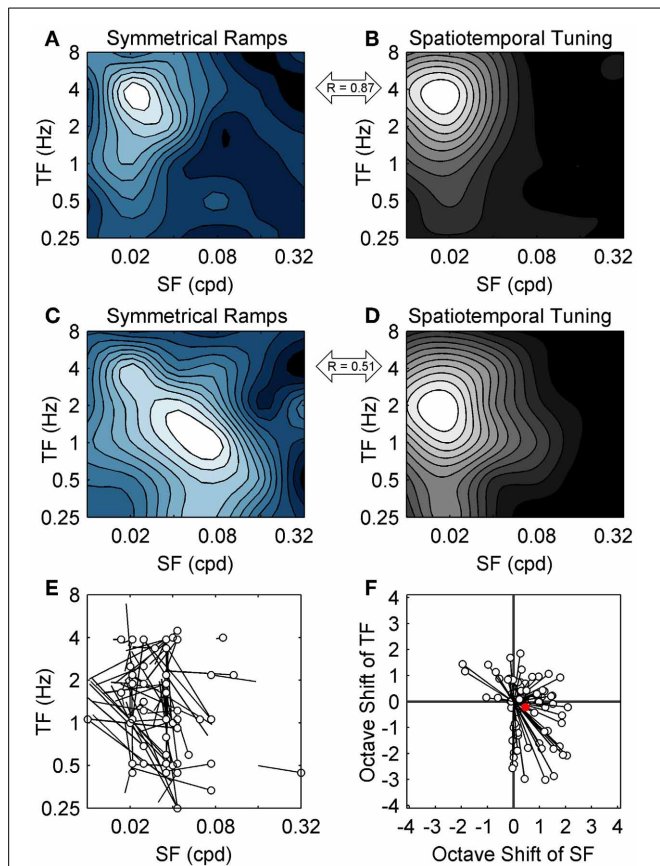 A Symmetrical Ramps
B Spatiotemporal Tuning
R = 0.87
TF (Hz)
8
4
2
1
0.5
0.25
0.02 0.08 0.32
SF (cpd)
TF (Hz)
8
4
2
1
0.5
0.25
0.02 0.08 0.32
SF (cpd)
C Symmetrical Ramps
D Spatiotemporal Tuning
R = 0.51
TF (Hz)
8
4
2
1
0.5
0.25
0.02 0.08 0.32
SF (cpd)
TF (Hz)
8
4
2
1
0.5
0.25
0.02 0.08 0.32
SF (cpd)
E
TF (Hz)
8
4
2
1
0.5
0.25
0.02 0.08 0.32
SF (cpd)
F
Octave Shift of TF
4
3
2
1
0
-1
-2
-3
-4
-4 -3 -2 -1 0 1 2 3 4
Octave Shift of SF